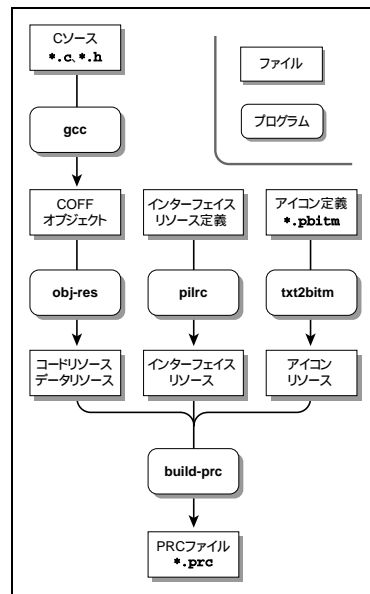 Cソース
*.c、*.h
ファイル
gcc
プログラム
COFF
オブジェクト
インターフェイス
リソース定義
アイコン定義
*.pbitm
obj-res
pilrc
txt2bitm
コードリソース
データリソース
インターフェイス
リソース
アイコン
リソース
build-prc
PRCファイル
*.prc